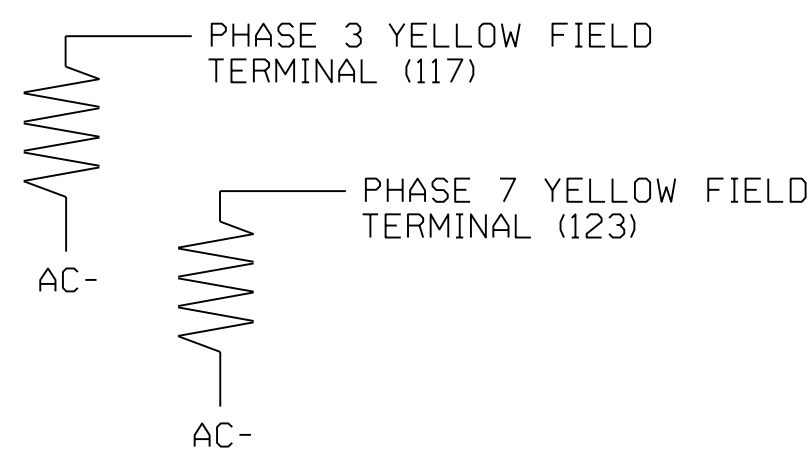 PHASE 3 YELLOW FIELD
TERMINAL (117)
AC-
PHASE 7 YELLOW FIELD
TERMINAL (123)
AC-